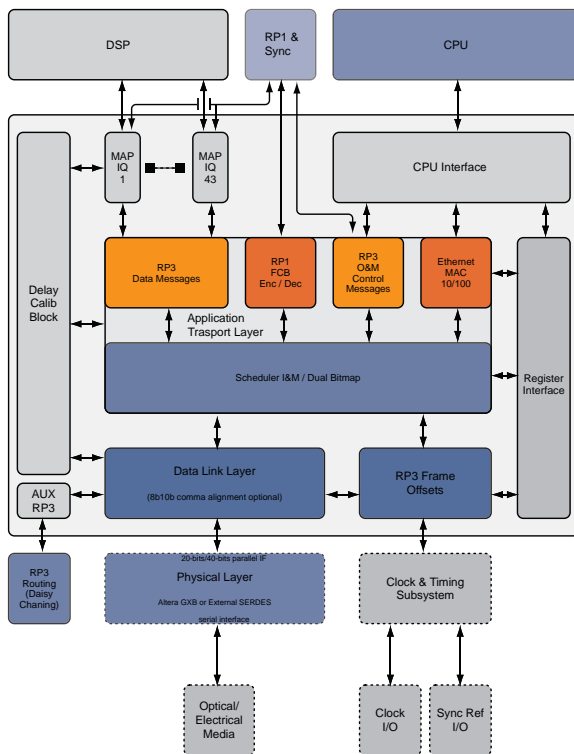 DSP
RP1 &
Sync
CPU
MAP
IQ
1
MAP
IQ
43
CPU Interface
Delay
Calib
Block
RP3
Data Messages
RP1
FCB
Enc / Dec
RP3
O&M
Control
Messages
Ethernet
MAC
10/100
Application
Trasport Layer
Scheduler I&M / Dual Bitmap
Register
Interface
Data Link Layer
(8b10b comma alignment optional)
RP3 Frame
Offsets
AUX
RP3
RP3
Routing
(Daisy
Chaning)
20-bits/40-bits parallel IF
Physical Layer
Altera GXB or External SERDES
serial interface
Clock & Timing
Subsystem
Optical/
Electrical
Media
Clock
I/O
Sync Ref
I/O